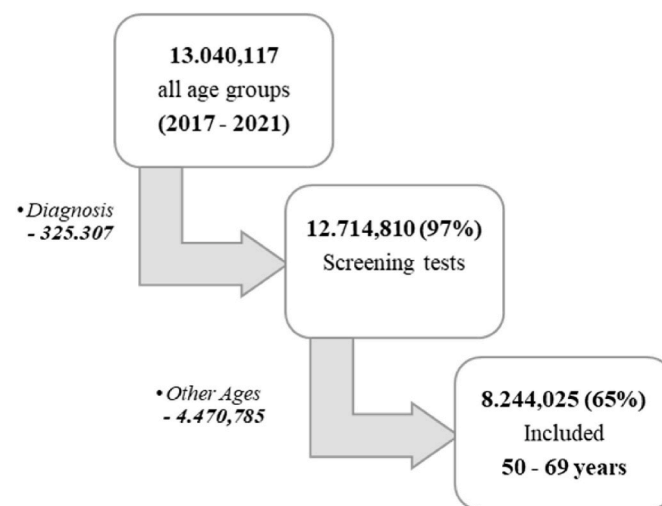 13.040,117
all age groups
(2017 - 2021)
• Diagnosis
- 325.307
12.714,810 (97%)
Screening tests
• Other Ages
- 4.470,785
8.244,025 (65%)
Included
50 - 69 years